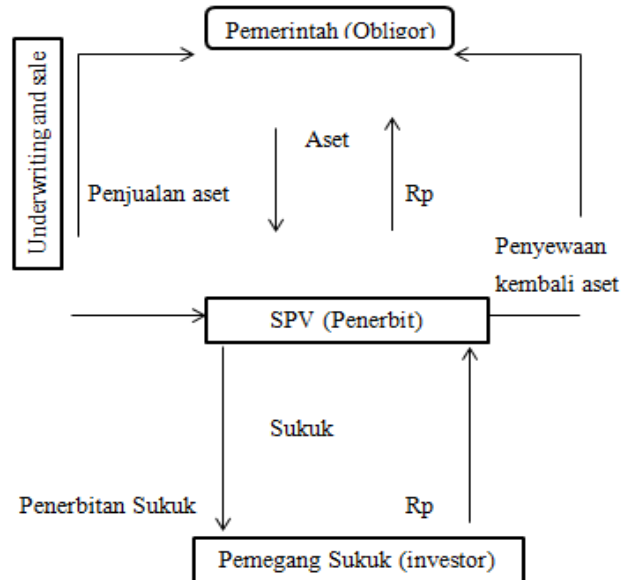 Pemerintah (Obligor)
Underwriting and sale
Aset
Penjualan aset
Rp
Penyewaan
kembali aset
SPV (Penerbit)
Sukuk
Penerbitan Sukuk
Rp
Pemegang Sukuk (investor)